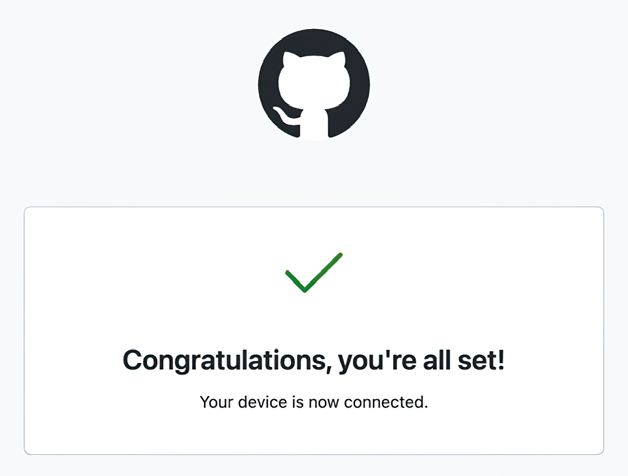 Congratulations, you're all set!
Your device is now connected.